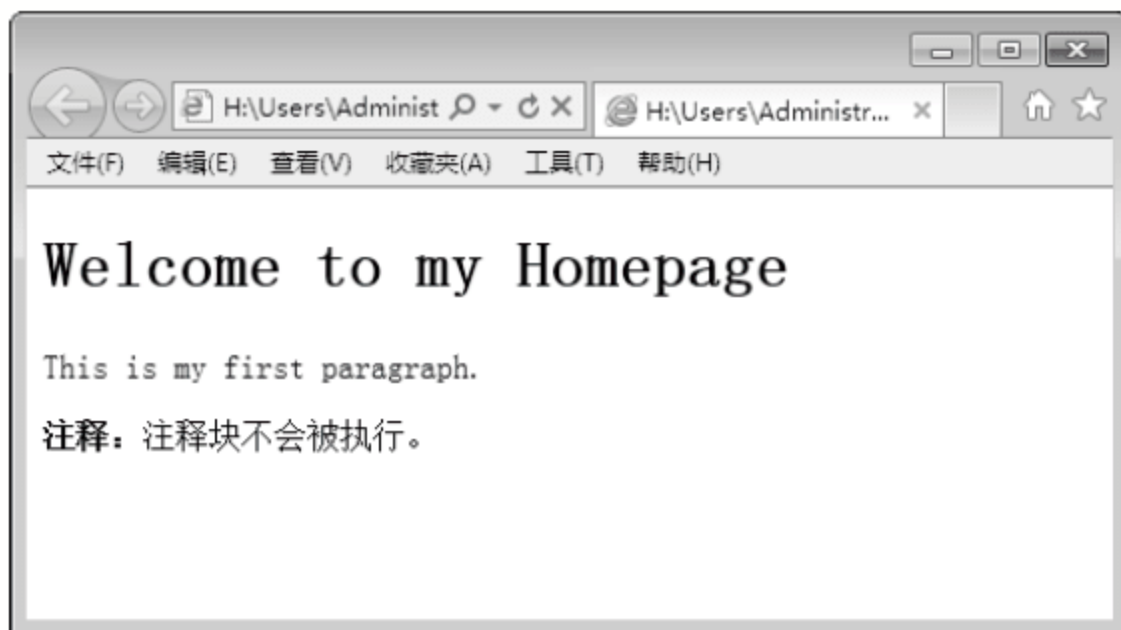 H:\Users\Administ
H:\Users\Administr...
文件(F) 编辑(E) 查看(V) 收藏夹(A) 工具(T) 帮助(H)
Welcome to my Homepage
This is my first paragraph.
注释：注释块不会被执行。